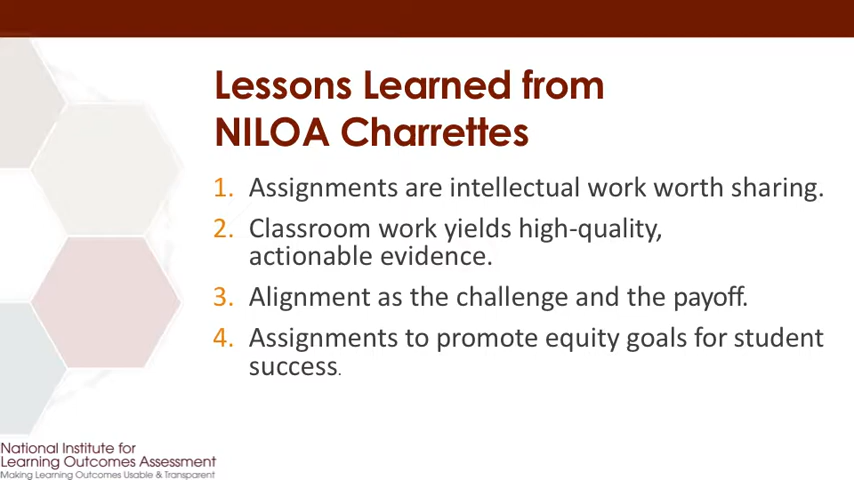 Lessons Learned from
NILOA Charrettes
1. Assignments are intellectual work worth sharing.
2. Classroom work yields high-quality,
actionable evidence.
3. Alignment as the challenge and the payoff.
4. Assignments to promote equity goals for student
success.
National Institute for
Learning Outcomes Assessment
Making Learning Outcomes Usable & Transparent